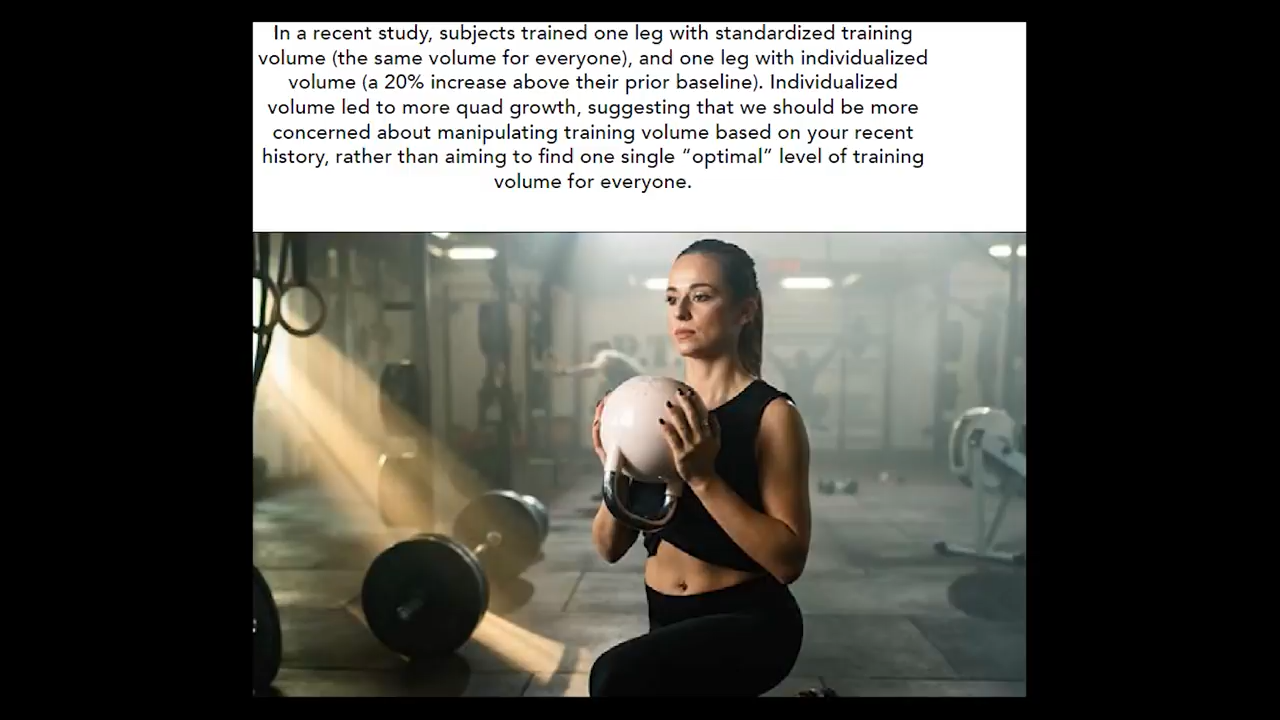 In a recent study, subjects trained one leg with standardized training
volume (the same volume for everyone), and one leg with individualized
volume (a 20% increase above their prior baseline). Individualized
volume led to more quad growth, suggesting that we should be more
concerned about manipulating training volume based on your recent
history, rather than aiming to find one single “optimal” level of training
volume for everyone.